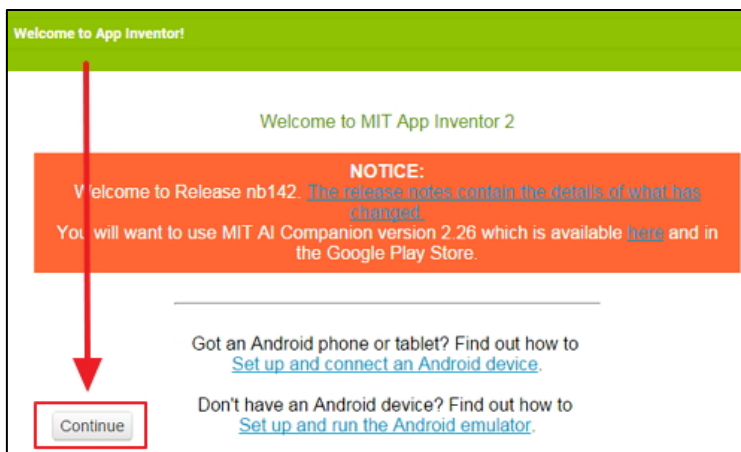 Welcome to App Inventor!
Welcome to MIT App Inventor 2
NOTICE:
Welcome to Release nb142. The release notes contain the details of what has
changed.
You will want to use MIT AI Companion version 2.26 which is available here and in
the Google Play Store.
Got an Android phone or tablet? Find out how to
Set up and connect an Android device.
Don't have an Android device? Find out how to
Set up and run the Android emulator.
Continue